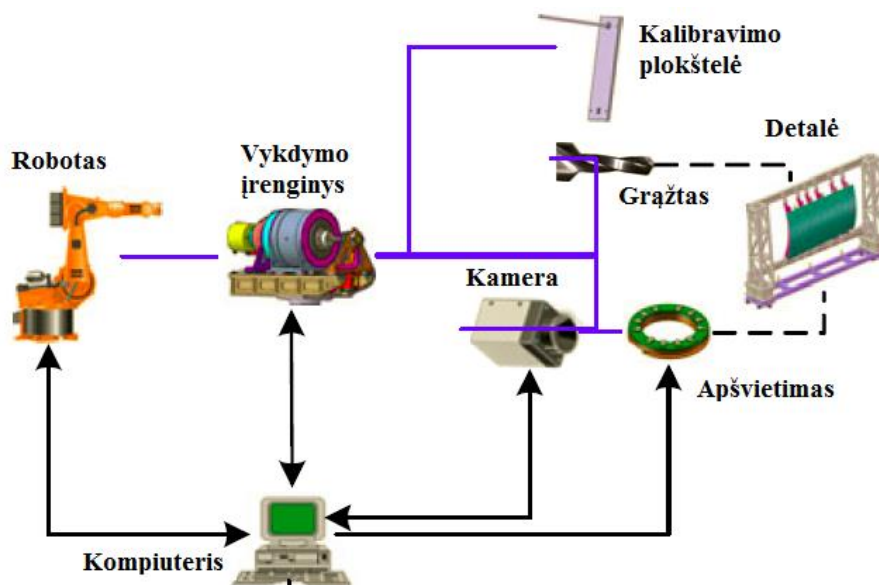 Kalibravimo
plokštelė
Detalė
Robotas
Vykdymo
įrenginys
Grąžtas
Kamera
Apšvietimas
Kompiuteris